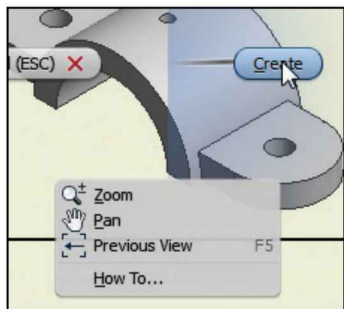 (ESC)
Create
Zoom
Pan
Previous View F5
How To...